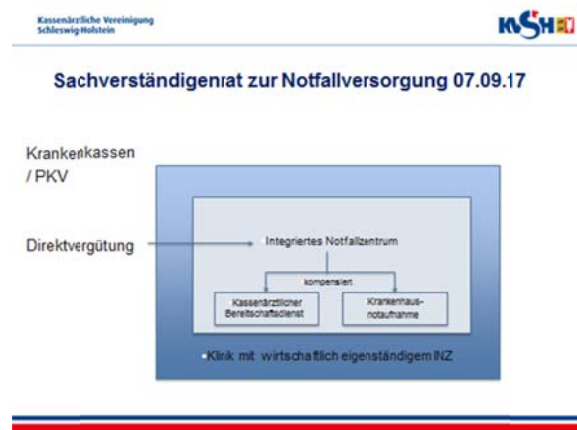 Kassenärztliche Vereinigung
Schleswig-Holstein
KVSH
Sachverständigenrat zur Notfallversorgung 07.09.17
Krankenkassen
/ PKV
Direktvergütung
Integriertes Notfallzentrum
kompensiert
Kassenärztlicher
Bereitschaftsdienst
Krankenhaus-
notaufnahme
Klinik mit wirtschaftlich eigenständigem INZ